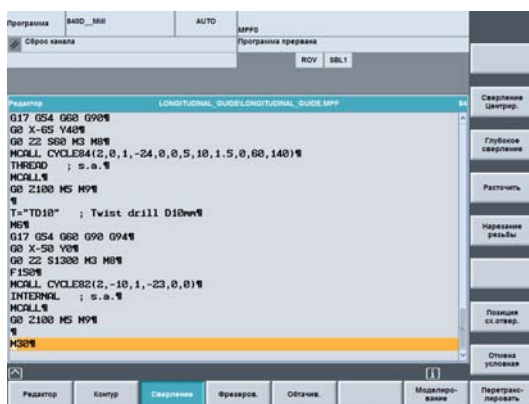 Программа
840D__Mill
AUTO
MPF0
Сброс канала
Программа прервана
ROV SBL1
Редактор
LONGITUDINAL_GUIDE\LONGITUDINAL_GUIDE.MPF
84
G17 G54 G60 G90¶
G0 X-65 Y40¶
G0 Z2 S60 M3 M8¶
MCALL CYCLE84(2,0,1,-24,0,0,5,10,1.5,0,60,140)¶
THREAD ; s.a.¶
MCALL¶
G0 Z100 M5 M9¶
¶
T="TD10" ; Twist drill D10mm¶
M6¶
G17 G54 G60 G90 G94¶
G0 X-50 Y0¶
G0 Z2 S1300 M3 M8¶
F150¶
MCALL CYCLE82(2,-10,1,-23,0,0)¶
INTERNAL ; s.a.¶
MCALL¶
G0 Z100 M5 M9¶
¶
M30¶
Сверление
Центрир.
Глубокое
сверление
Расточить
Нарезание
резьбы
Позиция
сх.отвер.
Отмена
условная
Редактор
Контур
Сверление
Фрезеров.
Обтачив.
Моделиро-
вание
Перетранс-
лировать